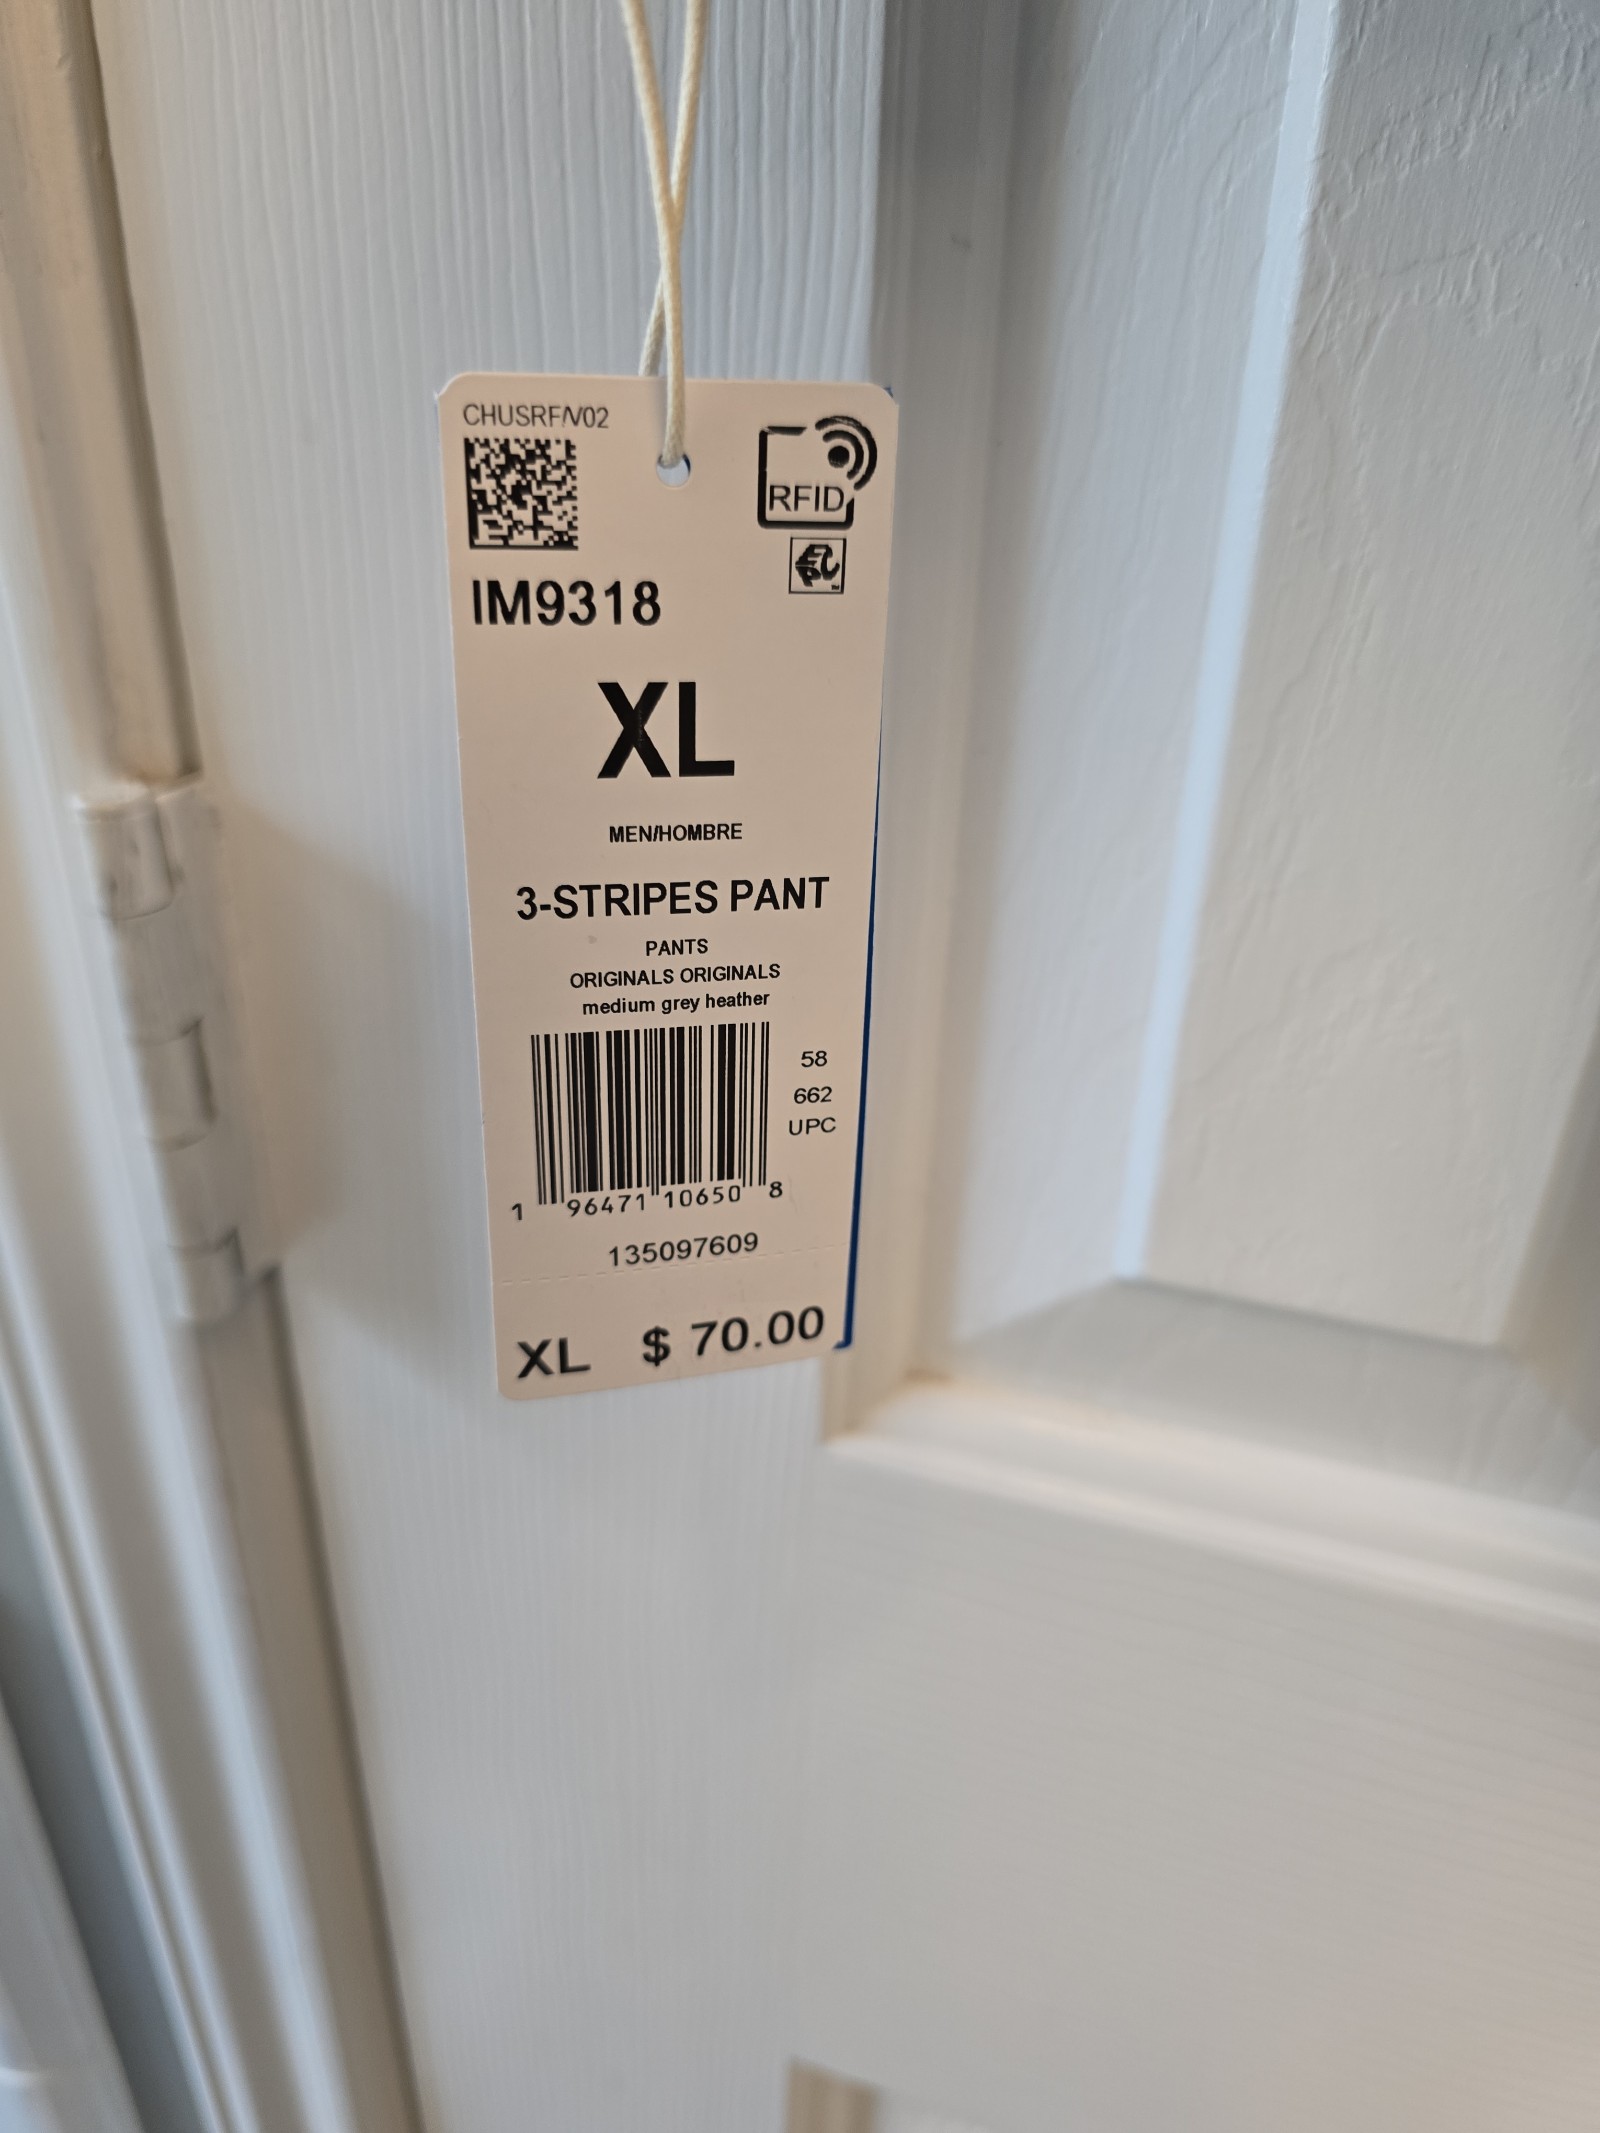 CHUSRF/V02
RFID
IM9318
XL
MEN/HOMBRE
3-STRIPES PANT
PANTS
ORIGINALS ORIGINALS
medium grey heather
58
662
UPC
1 96471 10650 8
135097609
XL $ 70.00